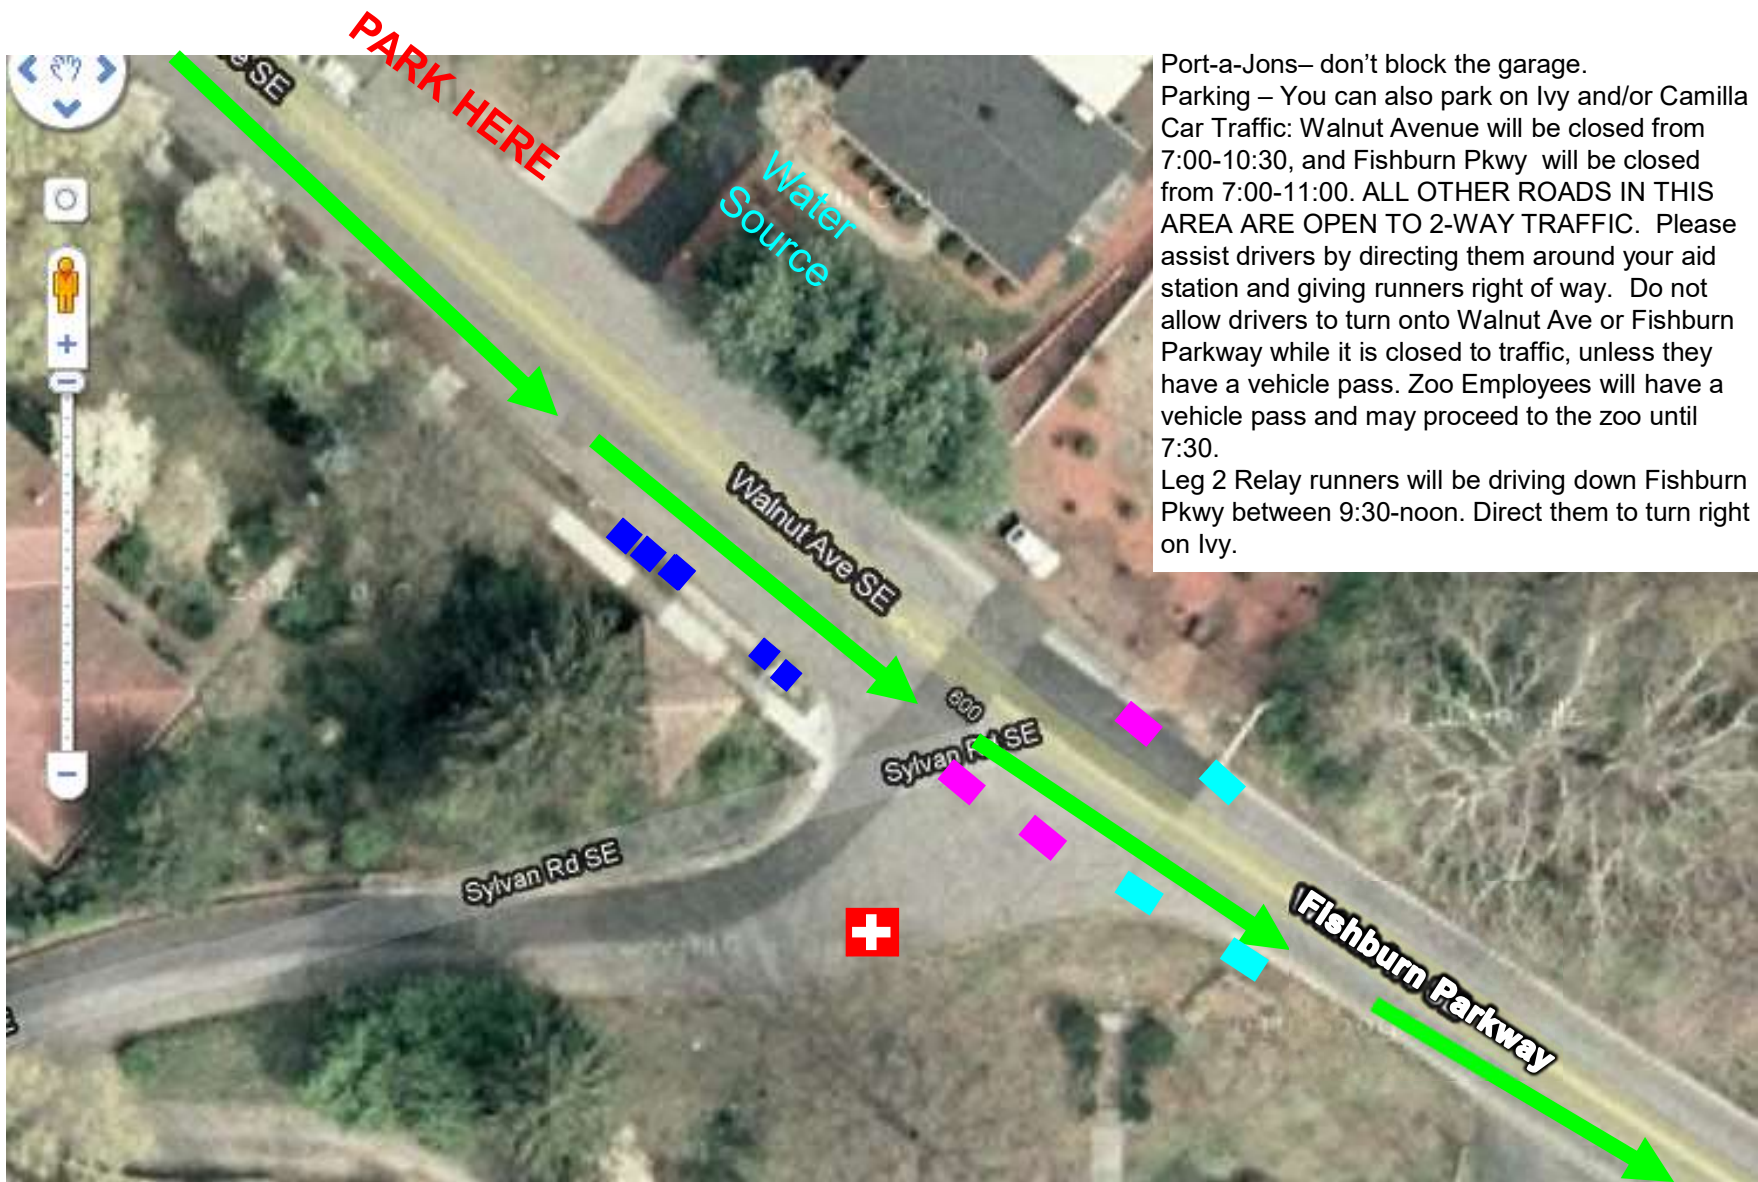 Port-a-Jons– don’t block the garage.
Parking – You can also park on Ivy and/or Camilla
Car Traffic: Walnut Avenue will be closed from
7:00-10:30, and Fishburn Pkwy  will be closed
from 7:00-11:00. ALL OTHER ROADS IN THIS
AREA ARE OPEN TO 2-WAY TRAFFIC.  Please
assist drivers by directing them around your aid
station and giving runners right of way.  Do not
allow drivers to turn onto Walnut Ave or Fishburn
Parkway while it is closed to traffic, unless they
have a vehicle pass. Zoo Employees will have a
vehicle pass and may proceed to the zoo until
7:30.
Leg 2 Relay runners will be driving down Fishburn
Pkwy between 9:30-noon. Direct them to turn right
on Ivy.
PARK HERE
SE
Water
Source
Walnut Ave SE
600
Sylvan Rd SE
Sylvan Rd SE
Fishburn Parkway